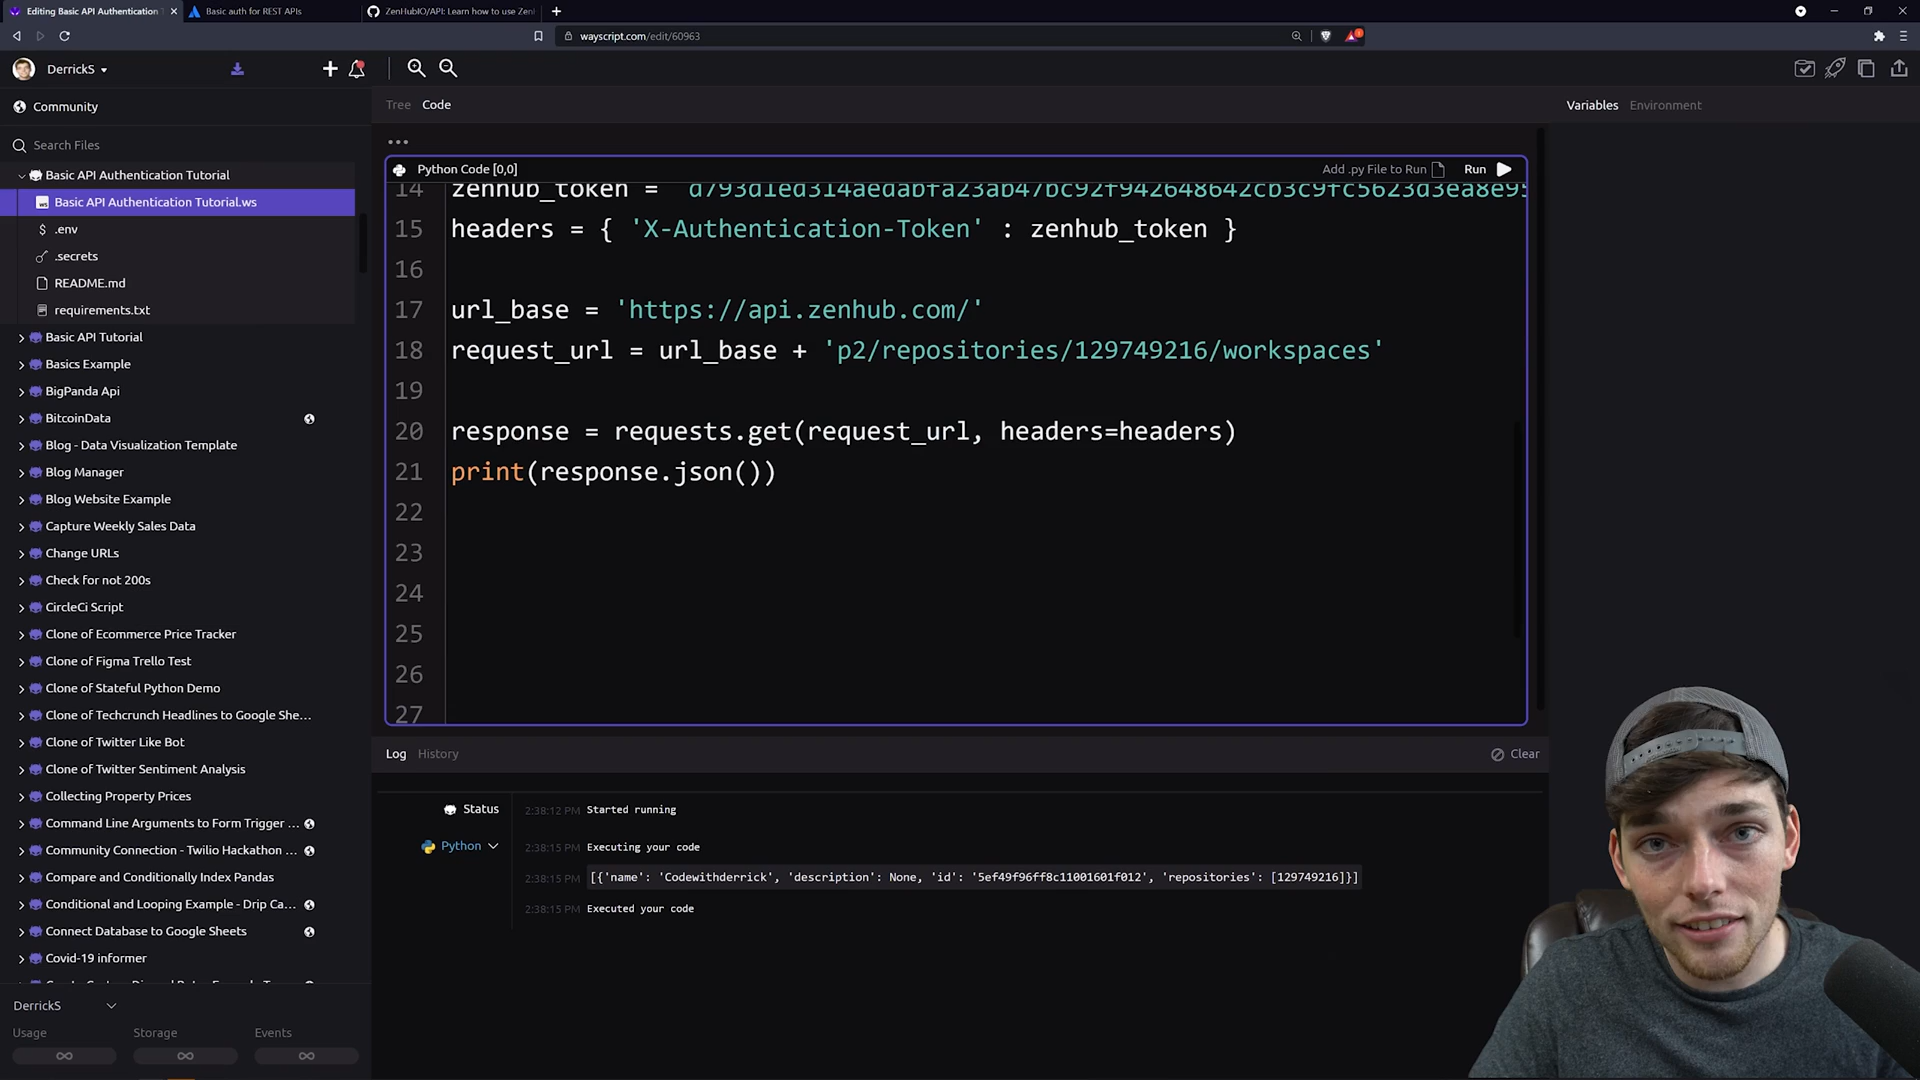 Editing Basic API Authentication T
Basic auth for REST APIs
ZenHubIO/API: Learn how to use Zen
wayscript.com/edit/60963
DerrickS
Community
Tree
Code
Variables
Environment
Search Files
Basic API Authentication Tutorial
Basic API Authentication Tutorial.ws
.env
.secrets
README.md
requirements.txt
Basic API Tutorial
Basics Example
BigPanda Api
BitcoinData
Blog - Data Visualization Template
Blog Manager
Blog Website Example
Capture Weekly Sales Data
Change URLs
Check for not 200s
CircleCi Script
Clone of Ecommerce Price Tracker
Clone of Figma Trello Test
Clone of Stateful Python Demo
Clone of Techcrunch Headlines to Google She...
Clone of Twitter Like Bot
Clone of Twitter Sentiment Analysis
Collecting Property Prices
Command Line Arguments to Form Trigger ...
Community Connection - Twilio Hackathon ...
Compare and Conditionally Index Pandas
Conditional and Looping Example - Drip Ca...
Connect Database to Google Sheets
Covid-19 informer
DerrickS
Usage
Storage
Events
Python Code [0,0]
Add .py File to Run
Run
14 zenhub_token =
15 headers = { 'X-Authentication-Token' : zenhub_token }
16
17 url_base = 'https://api.zenhub.com/'
18 request_url = url_base + 'p2/repositories/129749216/workspaces'
19
20 response = requests.get(request_url, headers=headers)
21 print(response.json())
22
23
24
25
26
27
Log
History
Clear
Status
2:38:12 PM Started running
Python
2:38:15 PM Executing your code
2:38:15 PM [{'name': 'Codewithderrick', 'description': None, 'id': '5ef49f96ff8c11001601f012', 'repositories': [129749216]}]
2:38:15 PM Executed your code